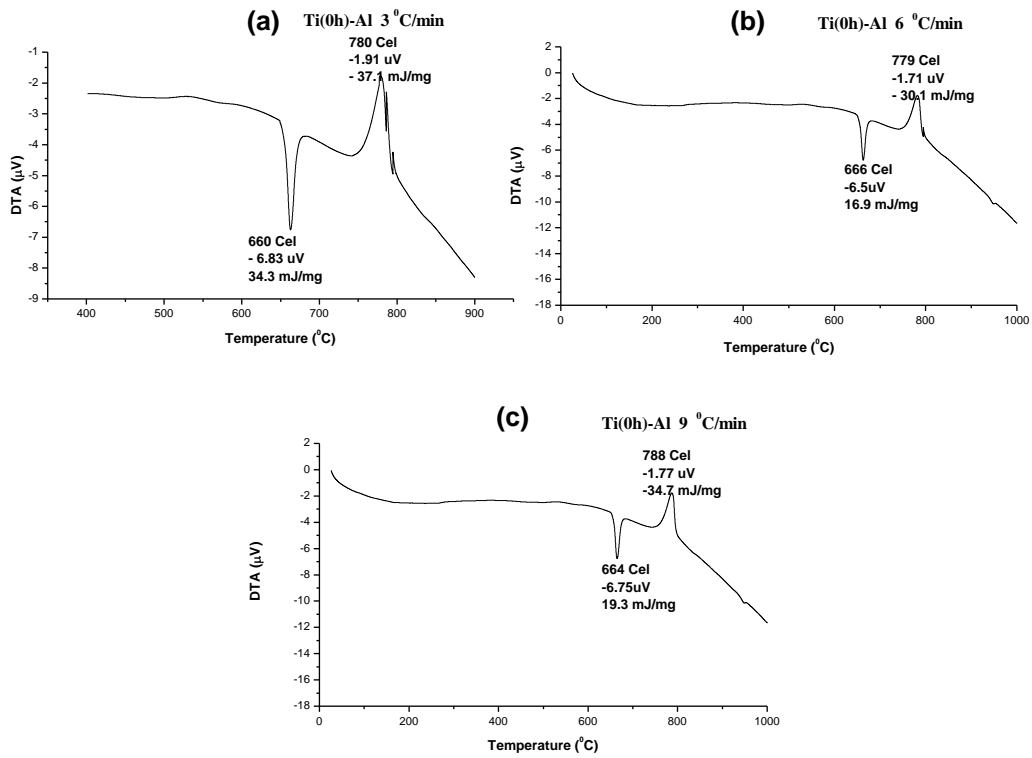 (a)
Ti(0h)-Al 3 ⁰C/min
780 Cel
-1.91 uV
- 37.1 mJ/mg
-1
-2
-3
-4
-5
-6
-7
-8
-9
DTA (μV)
660 Cel
- 6.83 uV
34.3 mJ/mg
400 500 600 700 800 900
Temperature (⁰C)
(b)
Ti(0h)-Al 6 ⁰C/min
779 Cel
-1.71 uV
- 30.1 mJ/mg
2
0
-2
-4
-6
-8
-10
-12
-14
-16
-18
DTA (μV)
666 Cel
-6.5uV
16.9 mJ/mg
0 200 400 600 800 1000
Temperature (⁰C)
(c)
Ti(0h)-Al 9 ⁰C/min
788 Cel
-1.77 uV
-34.7 mJ/mg
2
0
-2
-4
-6
-8
-10
-12
-14
-16
-18
DTA (μV)
664 Cel
-6.75uV
19.3 mJ/mg
0 200 400 600 800 1000
Temperature (⁰C)